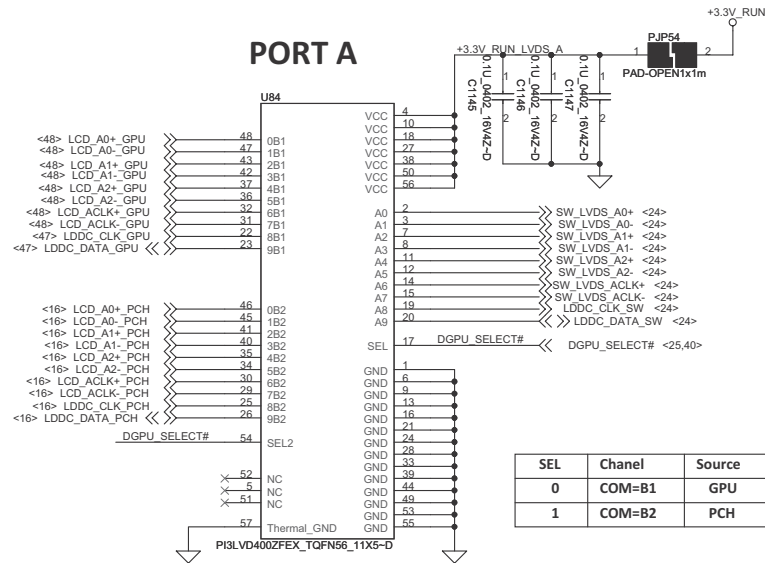 +3.3V_RUN
PORT A
+3.3V_RUN_LVDS_A
1
PJP54
2
PAD-OPEN1x1m
0.1U_0402_16V4Z~D
C1145
1
2
0.1U_0402_16V4Z~D
C1146
1
2
0.1U_0402_16V4Z~D
C1147
1
2
U84
VCC 4
VCC 10
VCC 18
VCC 27
VCC 38
VCC 50
VCC 56
<48> LCD_A0+_GPU 48 0B1
<48> LCD_A0-_GPU 47 1B1
<48> LCD_A1+_GPU 43 2B1
<48> LCD_A1-_GPU 42 3B1
<48> LCD_A2+_GPU 37 4B1
<48> LCD_A2-_GPU 36 5B1
<48> LCD_ACLK+_GPU 32 6B1
<48> LCD_ACLK-_GPU 31 7B1
<47> LDDC_CLK_GPU 22 8B1
<47> LDDC_DATA_GPU 23 9B1
A0 2 SW_LVDS_A0+ <24>
A1 3 SW_LVDS_A0- <24>
A2 7 SW_LVDS_A1+ <24>
A3 8 SW_LVDS_A1- <24>
A4 11 SW_LVDS_A2+ <24>
A5 12 SW_LVDS_A2- <24>
A6 14 SW_LVDS_ACLK+ <24>
A7 15 SW_LVDS_ACLK- <24>
A8 19 LDDC_CLK_SW <24>
A9 20 LDDC_DATA_SW <24>
<16> LCD_A0+_PCH 46 0B2
<16> LCD_A0-_PCH 45 1B2
<16> LCD_A1+_PCH 41 2B2
<16> LCD_A1-_PCH 40 3B2
<16> LCD_A2+_PCH 35 4B2
<16> LCD_A2-_PCH 34 5B2
<16> LCD_ACLK+_PCH 30 6B2
<16> LCD_ACLK-_PCH 29 7B2
<16> LDDC_CLK_PCH 25 8B2
<16> LDDC_DATA_PCH 26 9B2
SEL 17 DGPU_SELECT# DGPU_SELECT# <25,40>
DGPU_SELECT# 54 SEL2
GND 1
GND 6
GND 9
GND 13
GND 16
GND 21
GND 24
GND 28
GND 33
GND 39
GND 44
GND 49
GND 53
GND 55
52 NC
5 NC
51 NC
57 Thermal_GND
PI3LVD400ZFEX_TQFN56_11X5~D
SEL Chanel Source
0 COM=B1 GPU
1 COM=B2 PCH